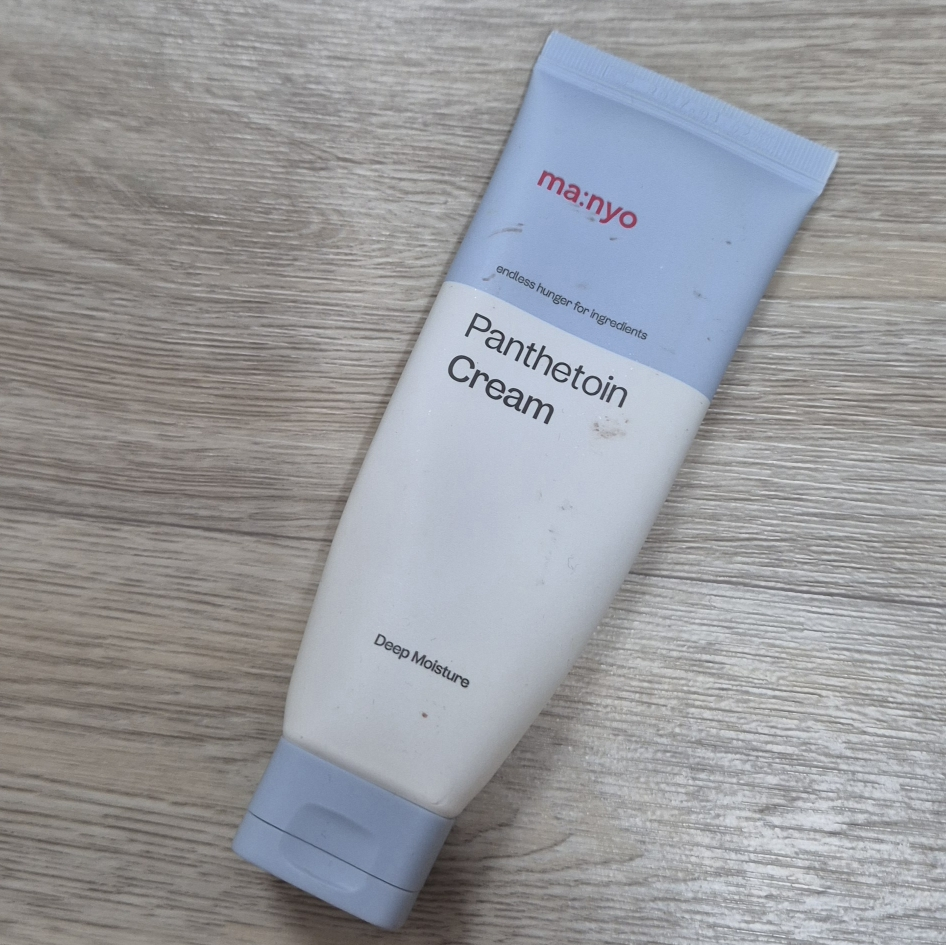 ma:nyo
endless hunger for ingredients
Panthetoin
Cream
Deep Moisture